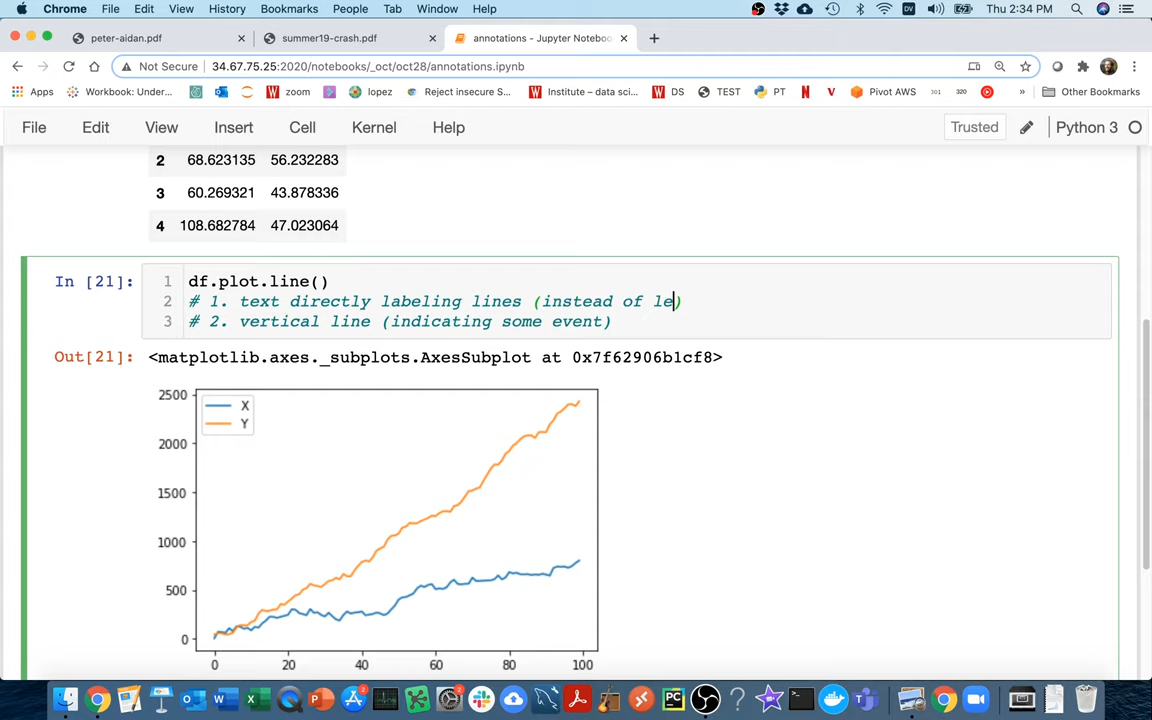 Chrome File Edit View History Bookmarks People Tab Window Help Thu 2:34 PM
peter-aidan.pdf summer19-crash.pdf annotations - Jupyter Noteboo
Not Secure 34.67.75.25:2020/notebooks/_oct/oct28/annotations.ipynb
Apps Workbook: Under... zoom lopez Reject insecure S... Institute – data sci... DS TEST PT N V Pivot AWS 301 320 Other Bookmarks
File Edit View Insert Cell Kernel Help Trusted Python 3
2 68.623135 56.232283
3 60.269321 43.878336
4 108.682784 47.023064
In [21]: 1 df.plot.line()
2 # 1. text directly labeling lines (instead of le)
3 # 2. vertical line (indicating some event)
Out[21]: <matplotlib.axes._subplots.AxesSubplot at 0x7f62906b1cf8>
2500
X
Y
2000
1500
1000
500
0
0 20 40 60 80 100